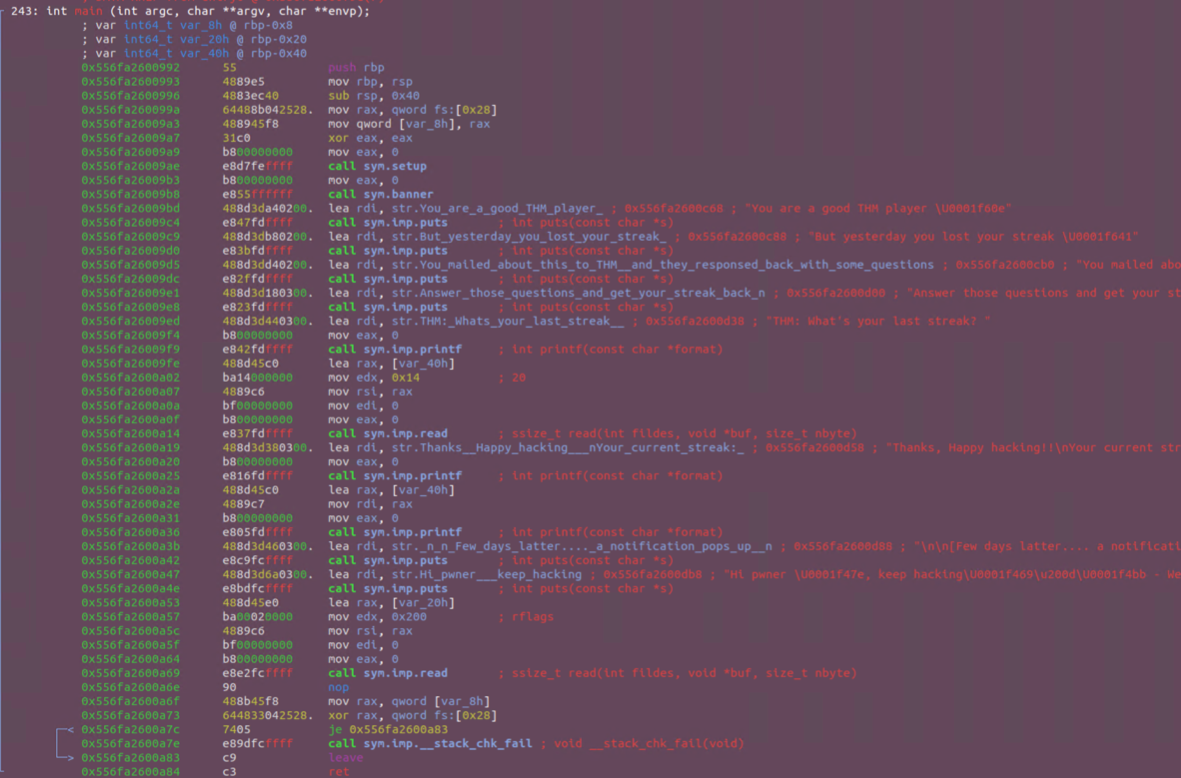 243: int main (int argc, char **argv, char **envp);
; var int64_t var_8h @ rbp-0x8
; var int64_t var_20h @ rbp-0x20
; var int64_t var_40h @ rbp-0x40
0x556fa2600992 55 push rbp
0x556fa2600993 4889e5 mov rbp, rsp
0x556fa2600996 4883ec40 sub rsp, 0x40
0x556fa260099a 64488b042528. mov rax, qword fs:[0x28]
0x556fa26009a3 488945f8 mov qword [var_8h], rax
0x556fa26009a7 31c0 xor eax, eax
0x556fa26009a9 b800000000 mov eax, 0
0x556fa26009ae e8d7feffff call sym.setup
0x556fa26009b3 b800000000 mov eax, 0
0x556fa26009b8 e855ffffff call sym.banner
0x556fa26009bd 488d3da40200. lea rdi, str.You_are_a_good_THM_player_ ; 0x556fa2600c68 ; "You are a good THM player \U0001f60e"
0x556fa26009c4 e847fdffff call sym.imp.puts ; int puts(const char *s)
0x556fa26009c9 488d3db80200. lea rdi, str.But_yesterday_you_lost_your_streak_ ; 0x556fa2600c88 ; "But yesterday you lost your streak \U0001f641"
0x556fa26009d0 e83bfdffff call sym.imp.puts ; int puts(const char *s)
0x556fa26009d5 488d3dd40200. lea rdi, str.You_mailed_about_this_to_THM__and_they_responsed_back_with_some_questions ; 0x556fa2600cb0 ; "You mailed abo
0x556fa26009dc e82ffdffff call sym.imp.puts ; int puts(const char *s)
0x556fa26009e1 488d3d180300. lea rdi, str.Answer_those_questions_and_get_your_streak_back_n ; 0x556fa2600d00 ; "Answer those questions and get your st
0x556fa26009e8 e823fdffff call sym.imp.puts ; int puts(const char *s)
0x556fa26009ed 488d3d440300. lea rdi, str.THM:_Whats_your_last_streak__ ; 0x556fa2600d38 ; "THM: What's your last streak? "
0x556fa26009f4 b800000000 mov eax, 0
0x556fa26009f9 e842fdffff call sym.imp.printf ; int printf(const char *format)
0x556fa26009fe 488d45c0 lea rax, [var_40h]
0x556fa2600a02 ba14000000 mov edx, 0x14 ; 20
0x556fa2600a07 4889c6 mov rsi, rax
0x556fa2600a0a bf00000000 mov edi, 0
0x556fa2600a0f b800000000 mov eax, 0
0x556fa2600a14 e837fdffff call sym.imp.read ; ssize_t read(int fildes, void *buf, size_t nbyte)
0x556fa2600a19 488d3d380300. lea rdi, str.Thanks__Happy_hacking___nYour_current_streak:_ ; 0x556fa2600d58 ; "Thanks, Happy hacking!!\nYour current str
0x556fa2600a20 b800000000 mov eax, 0
0x556fa2600a25 e816fdffff call sym.imp.printf ; int printf(const char *format)
0x556fa2600a2a 488d45c0 lea rax, [var_40h]
0x556fa2600a2e 4889c7 mov rdi, rax
0x556fa2600a31 b800000000 mov eax, 0
0x556fa2600a36 e805fdffff call sym.imp.printf ; int printf(const char *format)
0x556fa2600a3b 488d3d460300. lea rdi, str._n_n_Few_days_latter...._a_notification_pops_up__n ; 0x556fa2600d88 ; "\n\n[Few days latter.... a notificati
0x556fa2600a42 e8c9fcffff call sym.imp.puts ; int puts(const char *s)
0x556fa2600a47 488d3d6a0300. lea rdi, str.Hi_pwner___keep_hacking ; 0x556fa2600db8 ; "Hi pwner \U0001f47e, keep hacking\U0001f469\u200d\U0001f4bb - We
0x556fa2600a4e e8bdfcffff call sym.imp.puts ; int puts(const char *s)
0x556fa2600a53 488d45e0 lea rax, [var_20h]
0x556fa2600a57 ba00020000 mov edx, 0x200 ; rflags
0x556fa2600a5c 4889c6 mov rsi, rax
0x556fa2600a5f bf00000000 mov edi, 0
0x556fa2600a64 b800000000 mov eax, 0
0x556fa2600a69 e8e2fcffff call sym.imp.read ; ssize_t read(int fildes, void *buf, size_t nbyte)
0x556fa2600a6e 90 nop
0x556fa2600a6f 488b45f8 mov rax, qword [var_8h]
0x556fa2600a73 644833042528. xor rax, qword fs:[0x28]
0x556fa2600a7c 7405 je 0x556fa2600a83
0x556fa2600a7e e89dfcffff call sym.imp.__stack_chk_fail ; void __stack_chk_fail(void)
0x556fa2600a83 c9 leave
0x556fa2600a84 c3 ret